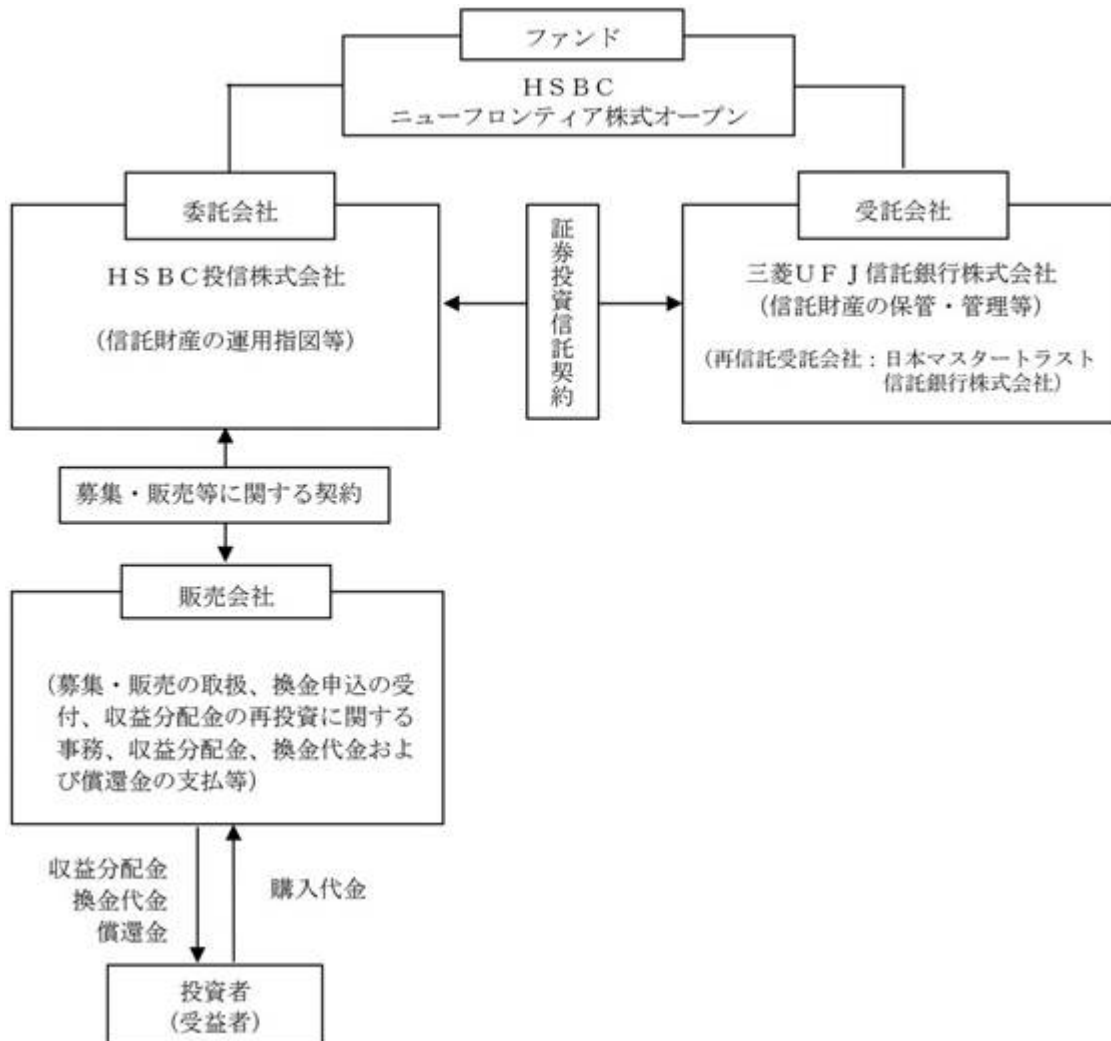 ファンド
ＨＳＢＣ
ニューフロンティア株式オープン
委託会社
ＨＳＢＣ投信株式会社
（信託財産の運用指図等）
証券投資信託契約
受託会社
三菱ＵＦＪ信託銀行株式会社
（信託財産の保管・管理等）
（再信託受託会社：日本マスタートラスト
信託銀行株式会社）
募集・販売等に関する契約
販売会社
（募集・販売の取扱、換金申込の受
付、収益分配金の再投資に関する
事務、収益分配金、換金代金およ
び償還金の支払等）
収益分配金
換金代金
償還金
購入代金
投資者
（受益者）